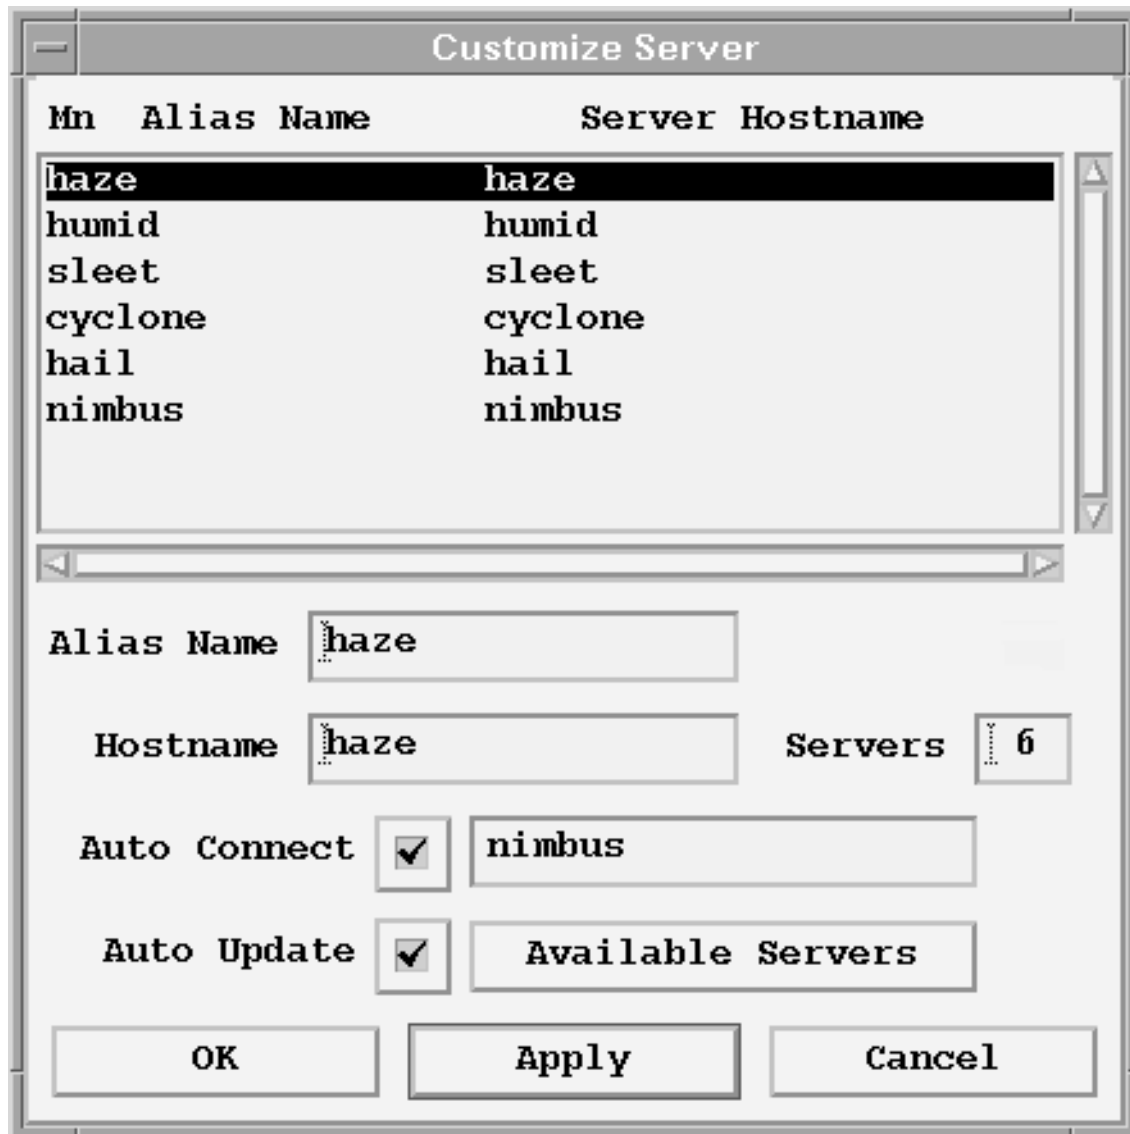 Customize Server
Mn Alias Name Server Hostname
haze haze
humid humid
sleet sleet
cyclone cyclone
hail hail
nimbus nimbus
Alias Name haze
Hostname haze Servers 6
Auto Connect nimbus
Auto Update Available Servers
OK Apply Cancel